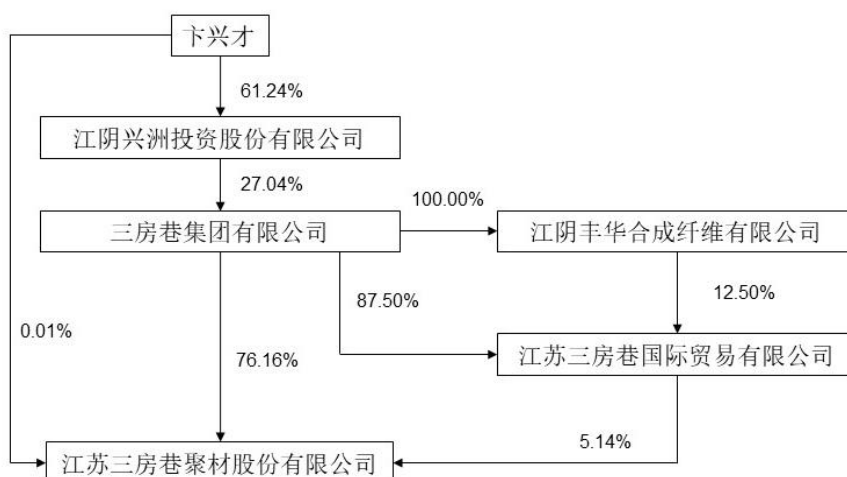 卞兴才
61.24%
江阴兴洲投资股份有限公司
27.04%
100.00%
三房巷集团有限公司
江阴丰华合成纤维有限公司
87.50%
12.50%
0.01%
76.16%
江苏三房巷国际贸易有限公司
5.14%
江苏三房巷聚材股份有限公司